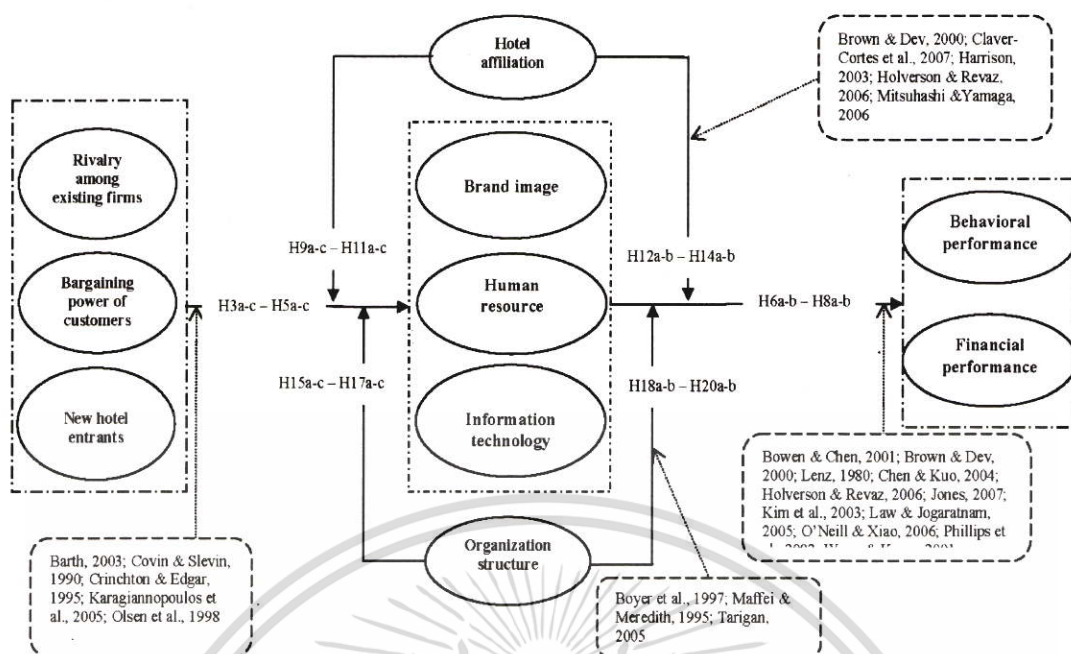 Hotel
affiliation
Brown & Dev, 2000; Claver-
Cortes et al., 2007; Harrison,
2003; Holverson & Revaz,
2006; Mitsuhashi &Yamaga,
2006
Rivalry
among
existing firms
Bargaining
power of
customers
New hotel
entrants
H3a-c – H5a-c
H9a-c – H11a-c
H15a-c – H17a-c
Brand image
Human
resource
Information
technology
Organization
structure
H12a-b – H14a-b
H18a-b – H20a-b
H6a-b – H8a-b
Behavioral
performance
Financial
performance
Barth, 2003; Covin & Slevin,
1990; Crinchton & Edgar,
1995; Karagiannopoulos et
al., 2005; Olsen et al., 1998
Boyer et al., 1997; Maffei &
Meredith, 1995; Tarigan,
2005
Bowen & Chen, 2001; Brown & Dev,
2000; Lenz, 1980; Chen & Kuo, 2004;
Holverson & Revaz, 2006; Jones, 2007;
Kim et al., 2003; Law & Jogaratnam,
2005; O'Neill & Xiao, 2006; Phillips et